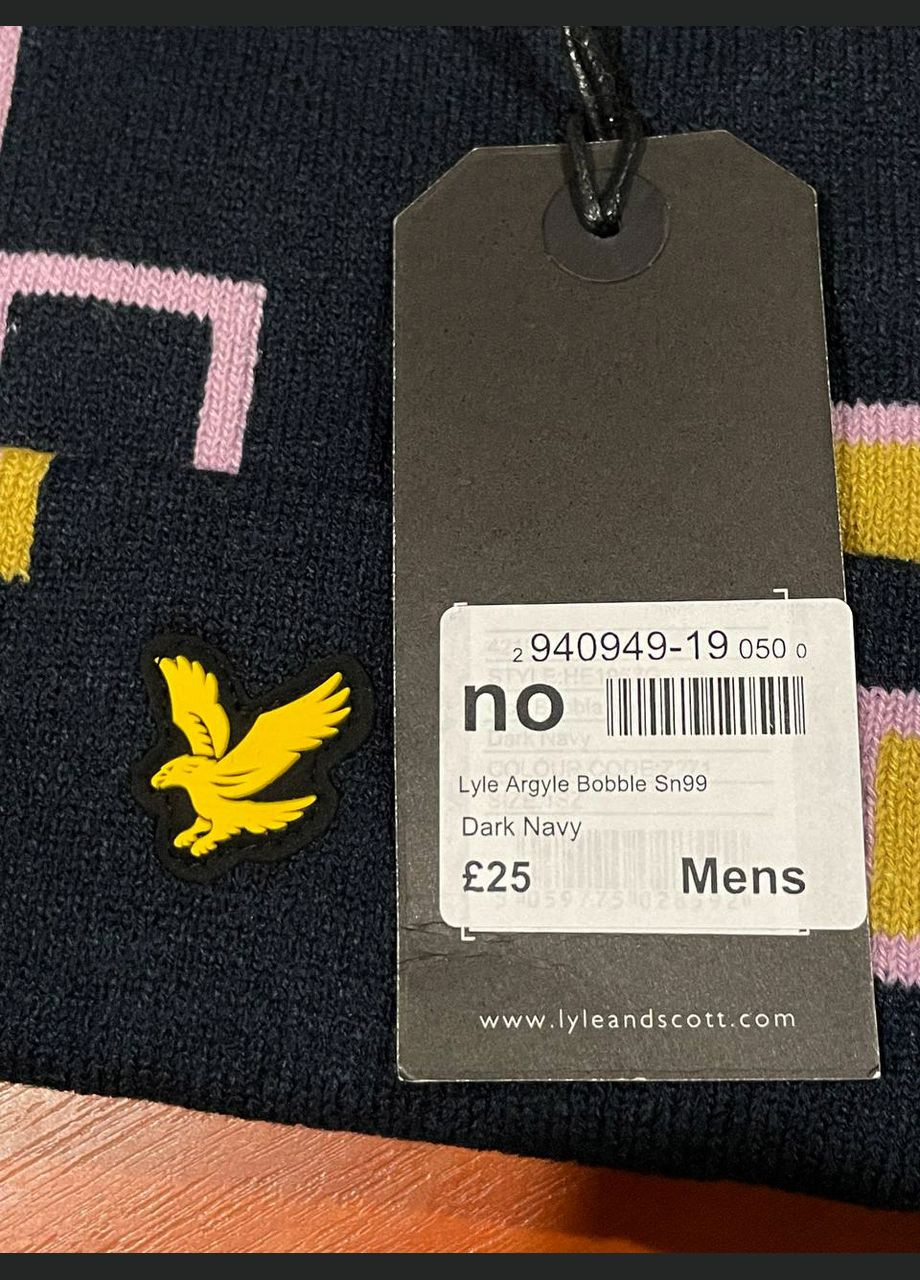 2 940949-19 050 0
no
Lyle Argyle Bobble Sn99
Dark Navy
£25 Mens
www.lyleandscott.com